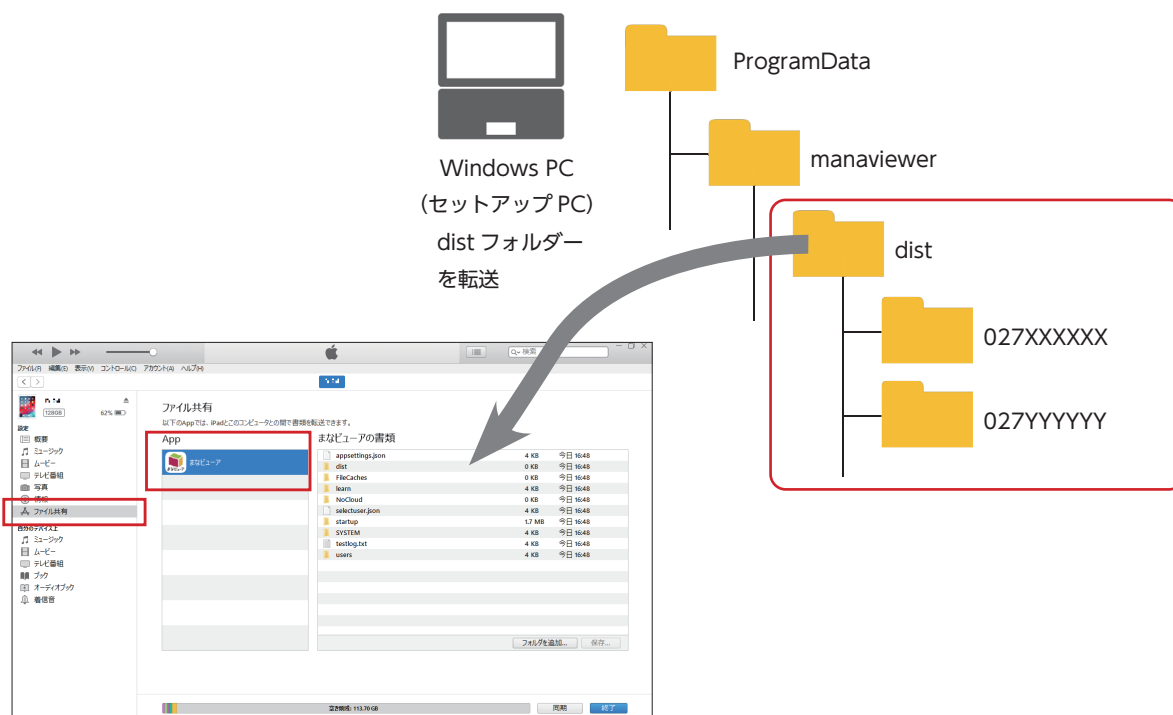 ProgramData
manaviewer
dist
027XXXXXX
027YYYYYY
Windows PC
(セットアップ PC)
dist フォルダー
を転送
検索
ファイル(F) 編集(E) 表示(V) コントロール(C) アカウント(A) ヘルプ(H)
128GB 62%
設定
概要
ミュージック
ムービー
テレビ番組
写真
情報
ファイル共有
自分のデバイス上
ミュージック
ムービー
テレビ番組
ブック
オーディオブック
着信音
ファイル共有
以下のAppでは、iPadとこのコンピュータとの間で書類を転送できます。
App
まなビューア
まなビューアの書類
appsettings.json 4 KB 今日 16:48
dist 0 KB 今日 16:48
FileCaches 0 KB 今日 16:48
learn 4 KB 今日 16:48
NoCloud 0 KB 今日 16:48
selectuser.json 4 KB 今日 16:48
startup 1.7 MB 今日 16:48
SYSTEM 4 KB 今日 16:48
testlog.txt 4 KB 今日 16:48
users 4 KB 今日 16:48
フォルダを追加... 保存...
空き領域: 113.70 GB
同期 終了